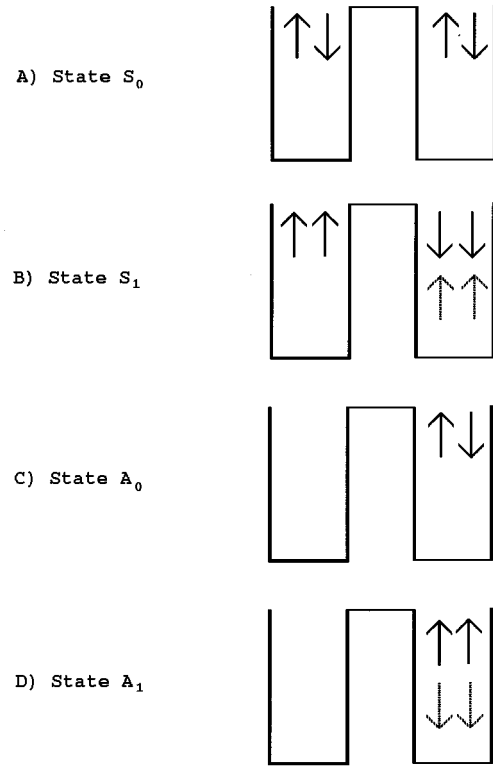 A) State S₀
B) State S₁
C) State A₀
D) State A₁